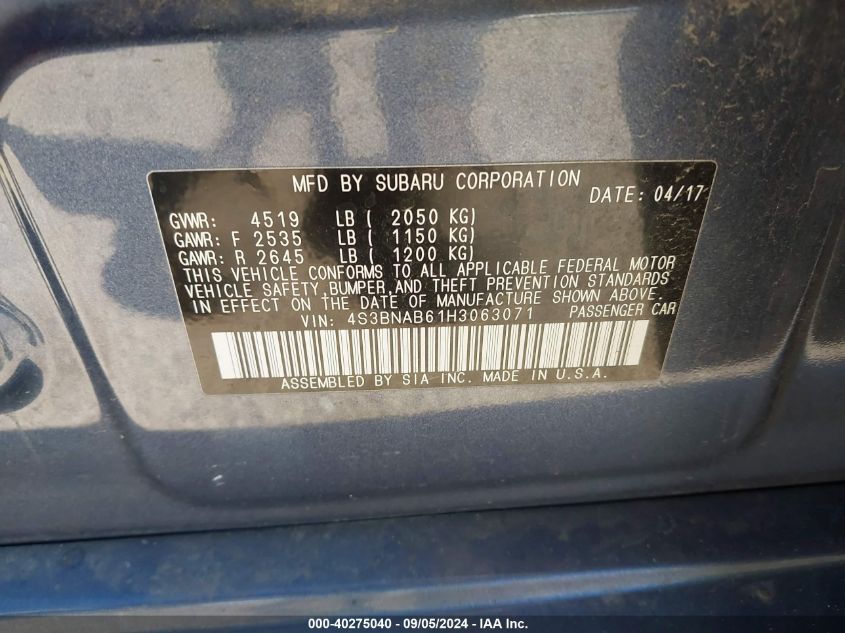 MFD BY SUBARU CORPORATION
DATE: 04/17
GVWR: 4519 LB ( 2050 KG)
GAWR: F 2535 LB ( 1150 KG)
GAWR: R 2645 LB ( 1200 KG)
THIS VEHICLE CONFORMS TO ALL APPLICABLE FEDERAL MOTOR
VEHICLE SAFETY,BUMPER,AND THEFT PREVENTION STANDARDS
IN EFFECT ON THE DATE OF MANUFACTURE SHOWN ABOVE.
VIN: 4S3BNAB61H3063071 PASSENGER CAR
ASSEMBLED BY SIA INC. MADE IN U.S.A.
000-40275040 - 09/05/2024 - IAA Inc.